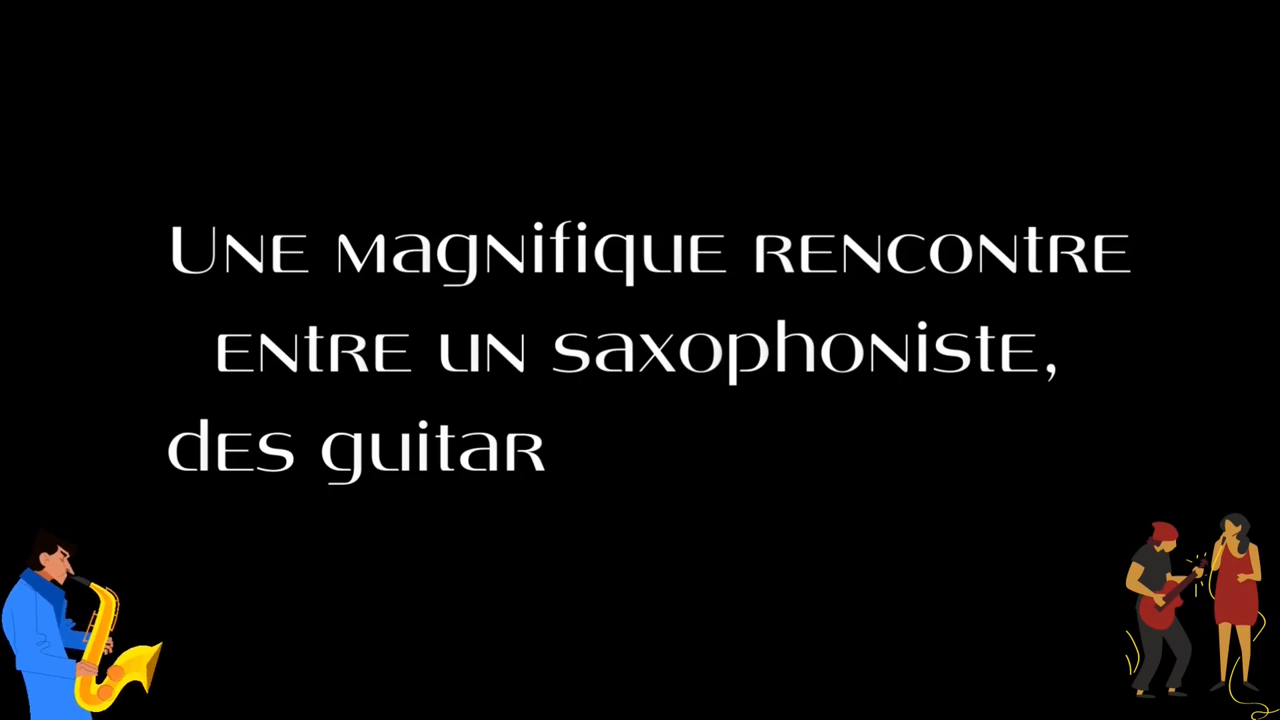 Une magnifique rencontre
entre un saxophoniste,
des guitar